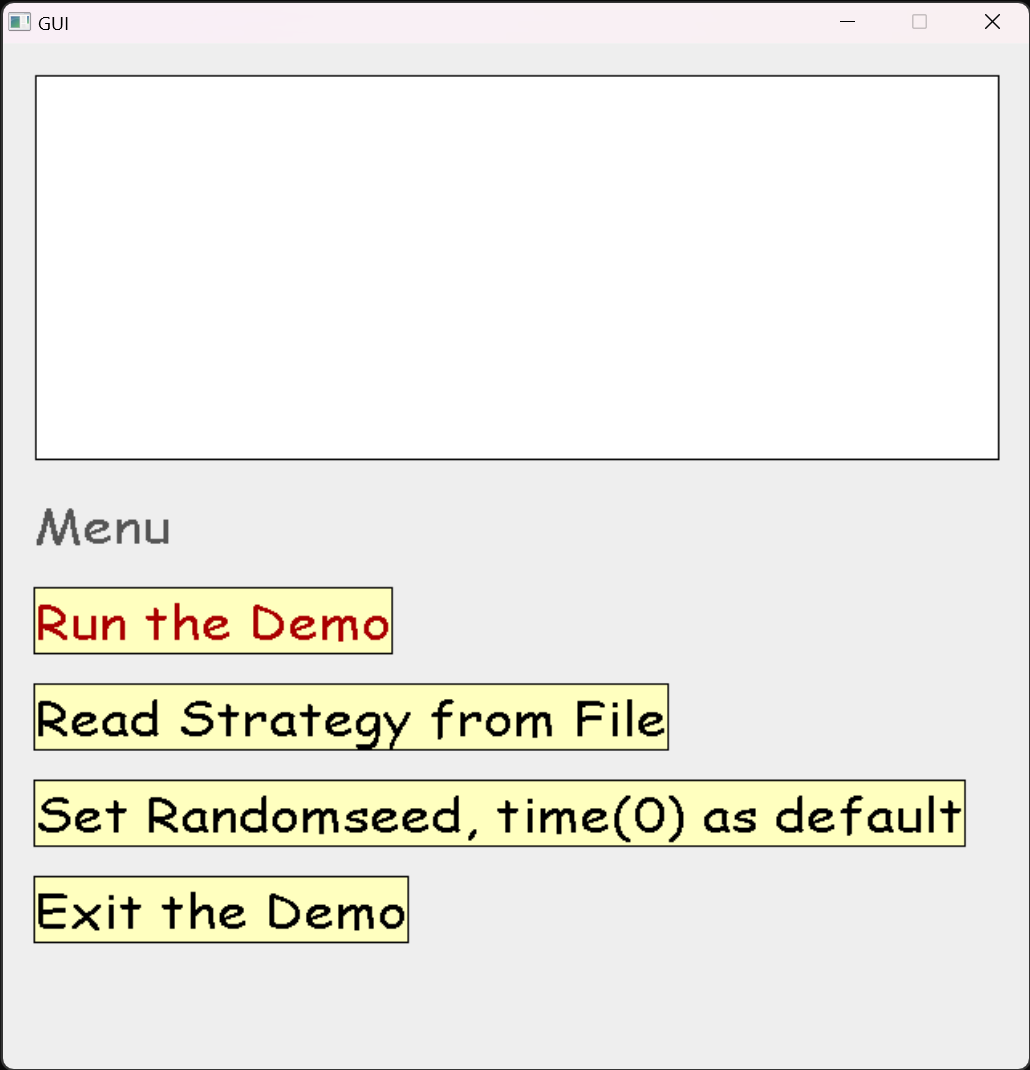 GUI
Menu
Run the Demo
Read Strategy from File
Set Randomseed, time(0) as default
Exit the Demo